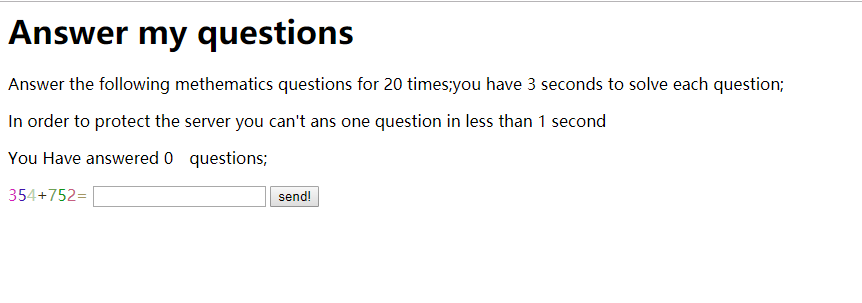 Answer my questions
Answer the following methematics questions for 20 times;you have 3 seconds to solve each question;
In order to protect the server you can't ans one question in less than 1 second
You Have answered 0 questions;
354+752= send!